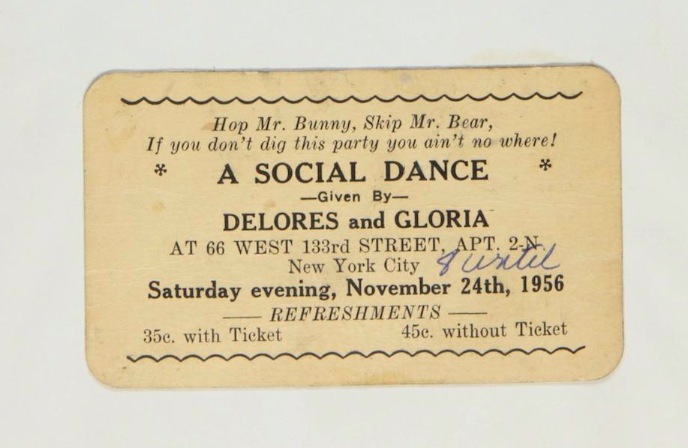 Hop Mr. Bunny, Skip Mr. Bear,
If you don't dig this party you ain't no where!
* A SOCIAL DANCE *
—Given By—
DELORES and GLORIA
AT 66 WEST 133rd STREET, APT. 2-N
New York City 8 until
Saturday evening, November 24th, 1956
— REFRESHMENTS —
35c. with Ticket 45c. without Ticket